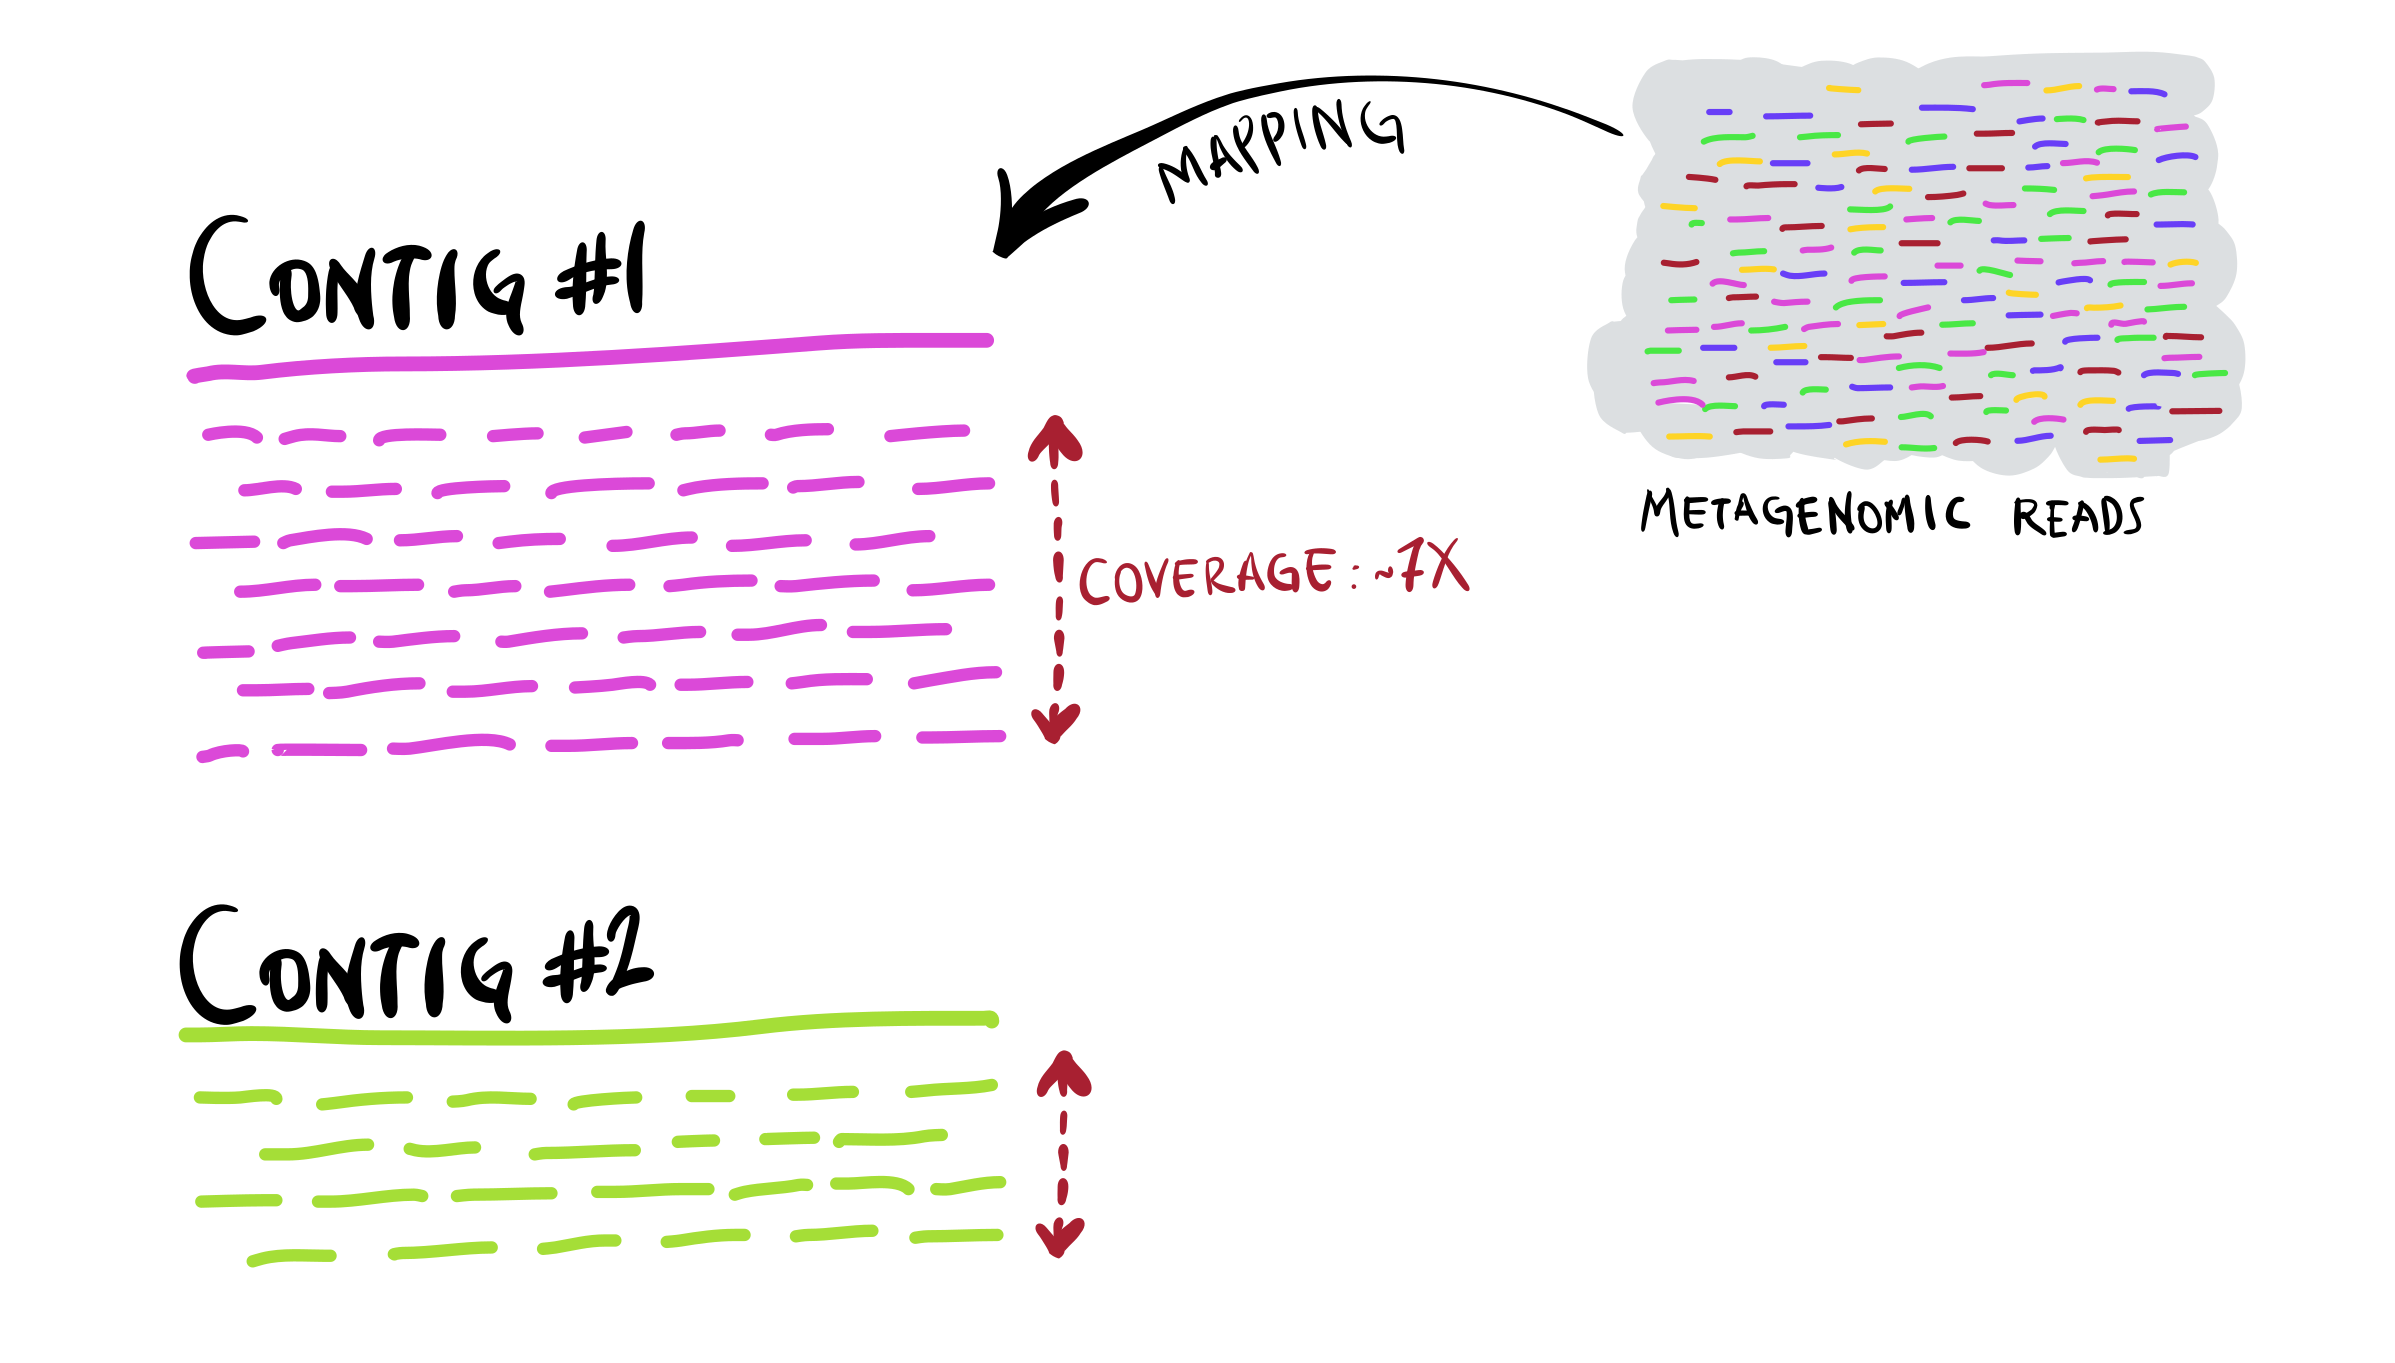 MAPPING
CONTIG #1
METAGENOMIC READS
COVERAGE: ~7X
CONTIG #2